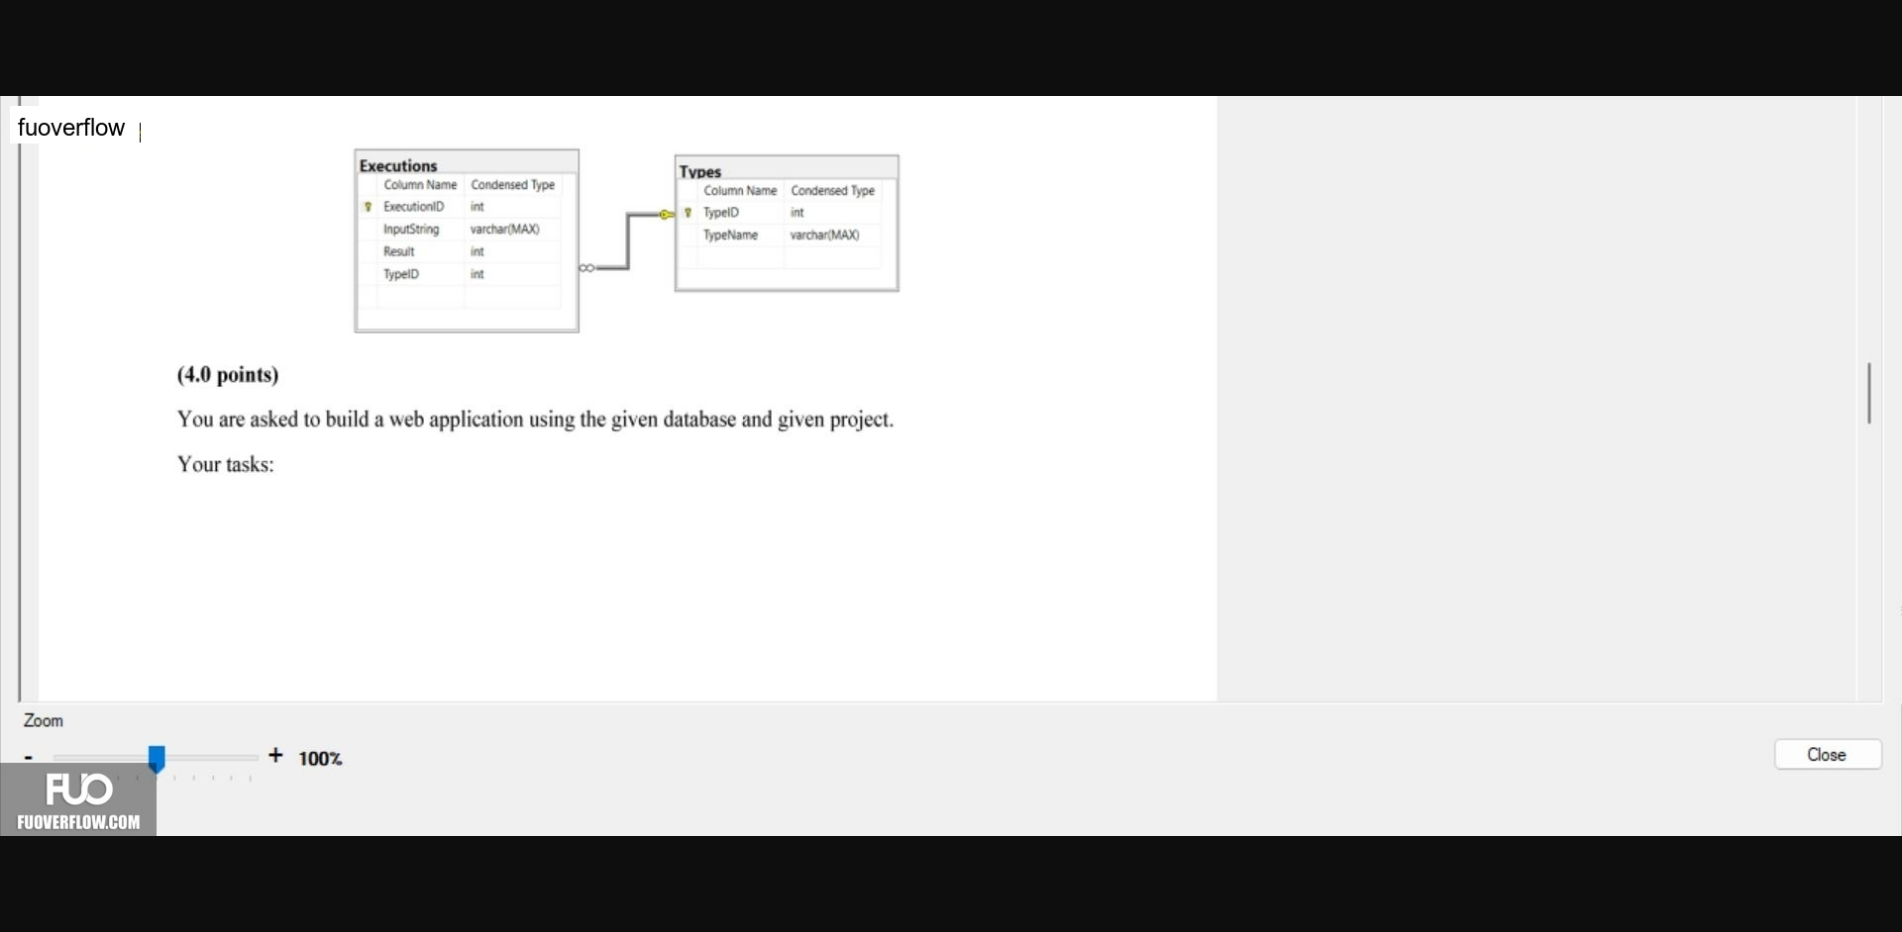 fuoverflow
Executions
Column Name Condensed Type
ExecutionID int
InputString varchar(MAX)
Result int
TypeID int
Types
Column Name Condensed Type
TypeID int
TypeName varchar(MAX)
(4.0 points)
You are asked to build a web application using the given database and given project.
Your tasks:
Zoom
- + 100%
Close
FUO
FUOVERFLOW.COM